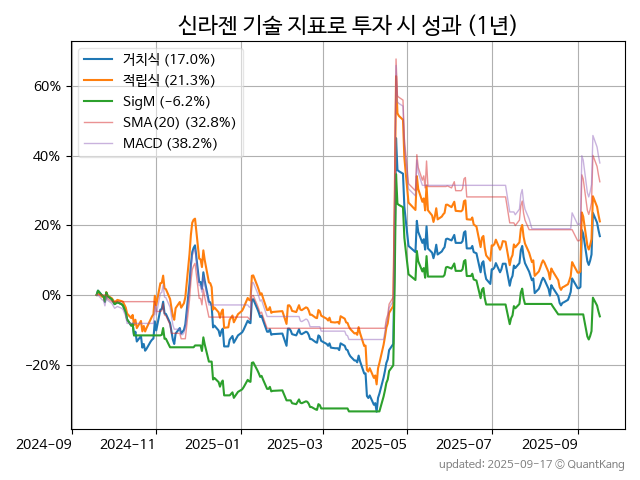 신라젠 기술 지표로 투자 시 성과 (1년)
거치식 (17.0%)
적립식 (21.3%)
SigM (−6.2%)
SMA(20) (32.8%)
MACD (38.2%)
60%
40%
20%
0%
−20%
2024-09 2024-11 2025-01 2025-03 2025-05 2025-07 2025-09
updated: 2025-09-17 © QuantKang